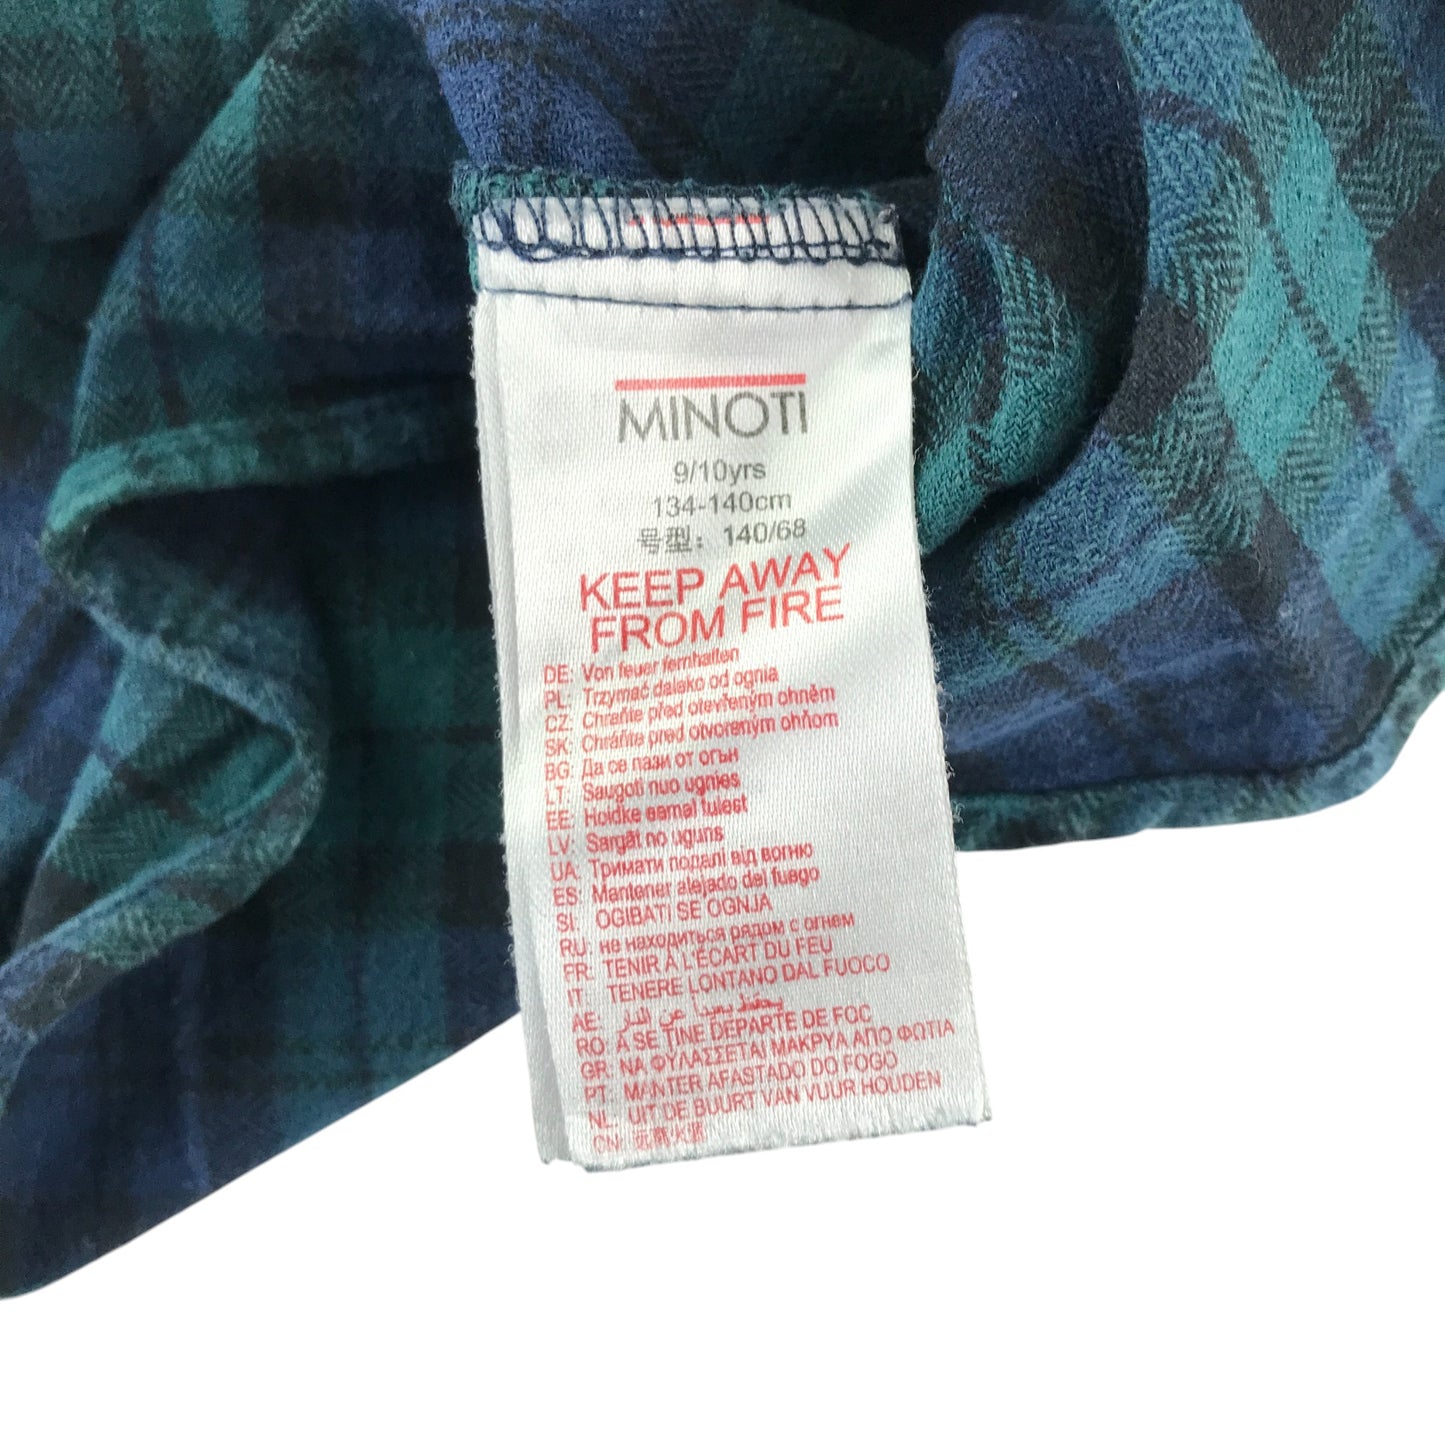 MINOTI
9/10yrs
134-140cm
号型: 140/68
KEEP AWAY
FROM FIRE
DE: Von feuer fernhalten
PL: Trzymać daleko od ognia
CZ: Chraňte před otevřeným ohněm
SK: Chráňte pred otvoreným ohňom
BG: Да се пази от огън
LT: Saugoti nuo ugnies
EE: Hoidke eemal tulest
LV: Sargāt no uguns
UA: Тримати подалі від вогню
ES: Mantener alejado del fuego
SI: OGIBATI SE OGNJA
RU: не находиться рядом с огнем
FR: TENIR À L'ÉCART DU FEU
IT: TENERE LONTANO DAL FUOCO
AE: يحفظ بعيدا عن النار
RO: A SE ȚINE DEPARTE DE FOC
GR: ΝΑ ΦΥΛΑΣΣΕΤΑΙ ΜΑΚΡΥΑ ΑΠΟ ΦΩΤΙΑ
PT: MANTER AFASTADO DO FOGO
NL: UIT DE BUURT VAN VUUR HOUDEN
CN: 远离火源